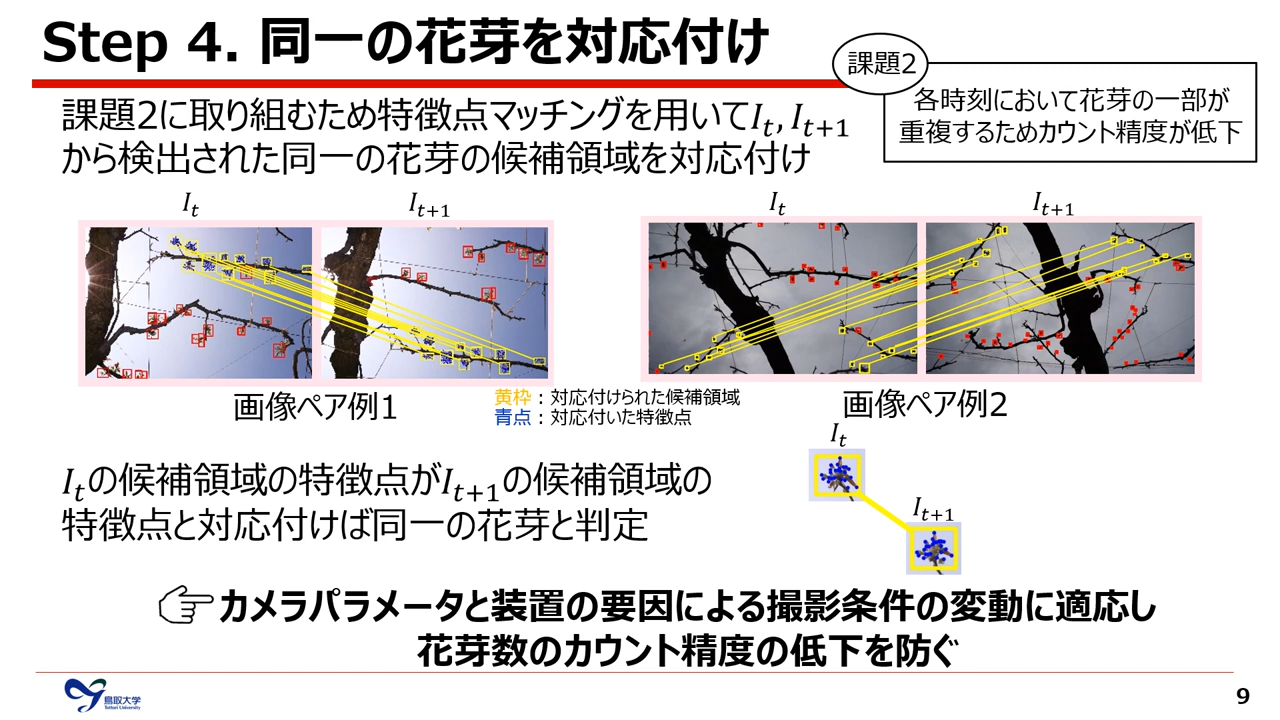 Step 4. 同一の花芽を対応付け
課題2
各時刻において花芽の一部が
重複するためカウント精度が低下
課題2に取り組むため特徴点マッチングを用いてI_t, I_{t+1}
から検出された同一の花芽の候補領域を対応付け
I_t
I_{t+1}
I_t
I_{t+1}
画像ペア例1
黄枠：対応付けられた候補領域
青点：対応付いた特徴点
画像ペア例2
I_tの候補領域の特徴点がI_{t+1}の候補領域の
特徴点と対応付けば同一の花芽と判定
I_t
I_{t+1}
カメラパラメータと装置の要因による撮影条件の変動に適応し
花芽数のカウント精度の低下を防ぐ
鳥取大学
Tottori University
9